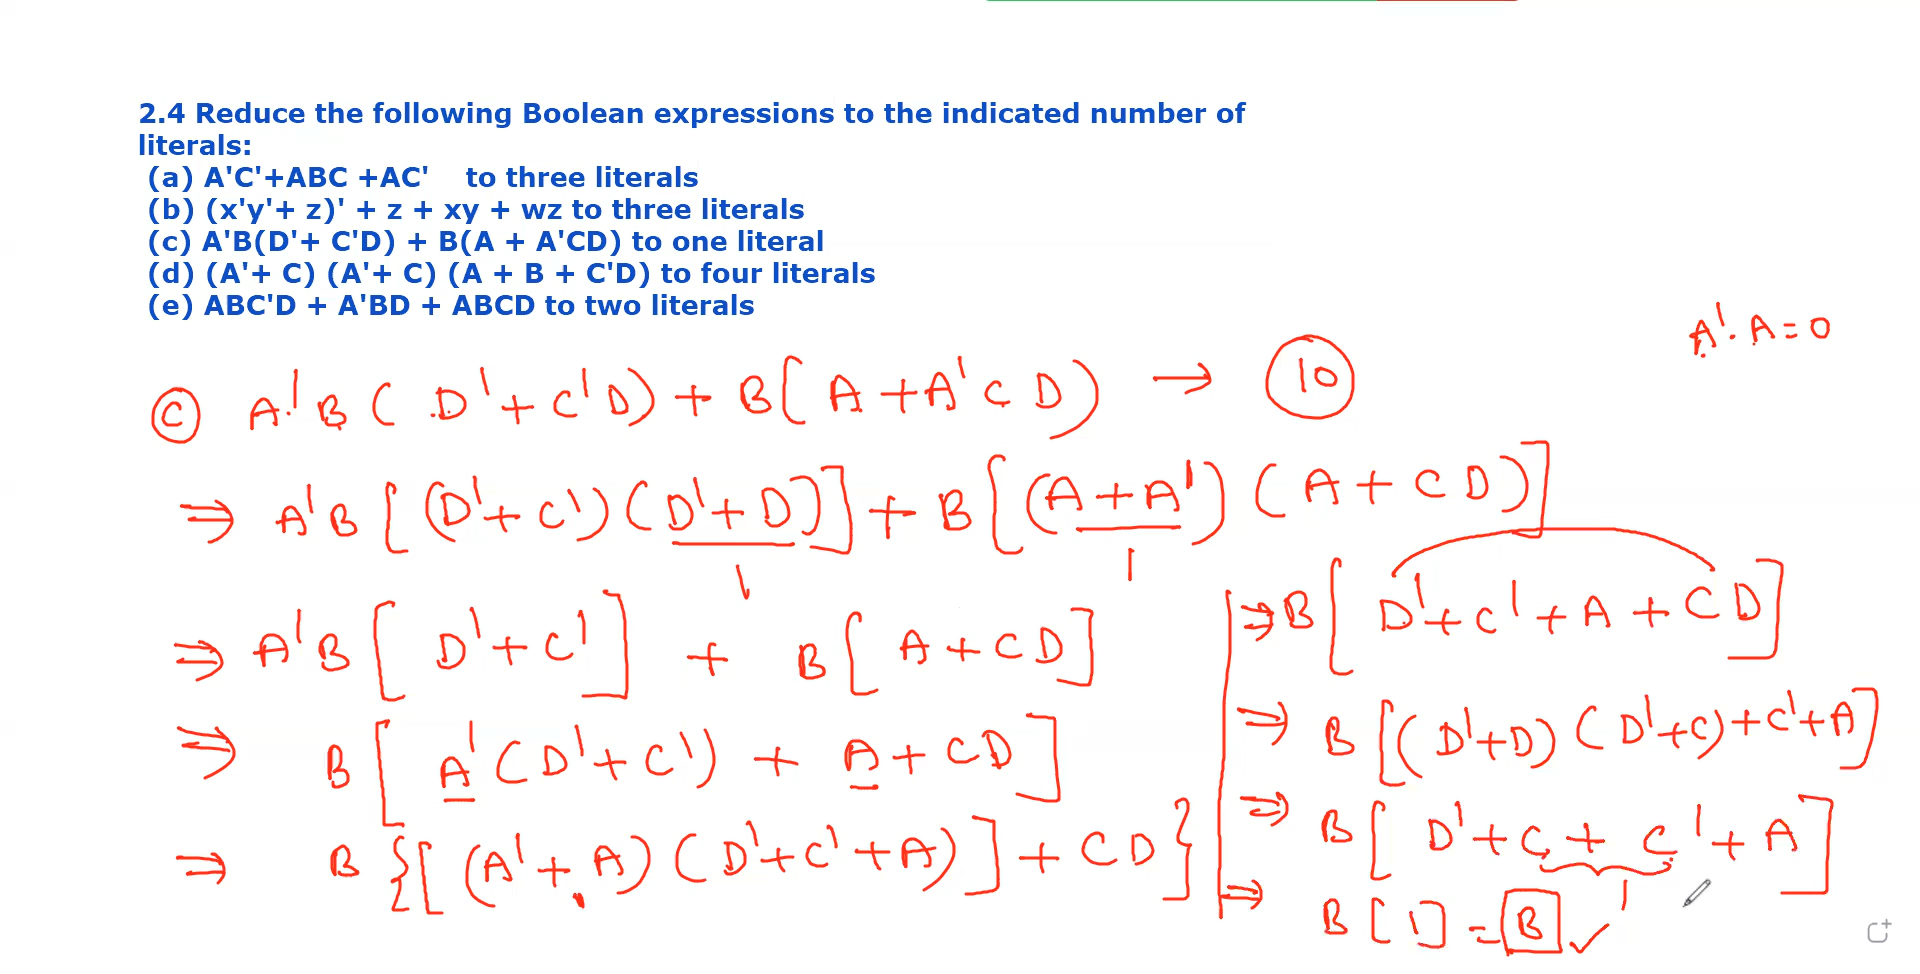 2.4 Reduce the following Boolean expressions to the indicated number of
literals:
(a) A'C'+ABC +AC' to three literals
(b) (x'y'+ z)' + z + xy + wz to three literals
(c) A'B(D'+ C'D) + B(A + A'CD) to one literal
(d) (A'+ C) (A'+ C) (A + B + C'D) to four literals
(e) ABC'D + A'BD + ABCD to two literals
A'. A = 0
(c) A'B ( D' + C'D) + B( A + A'CD) → 10
⇒ A'B [ (D' + C') ( D' + D) ] + B [ (A + A') ( A + CD) ]
1 1
⇒ A'B [ D' + C' ] + B [ A + CD ]
⇒ B [ A' ( D' + C') + A + CD ]
⇒ B { [ (A' + A) ( D' + C' + A) ] + CD }
⇒ B [ D' + C' + A + CD ]
⇒ B [ ( D' + D) ( D' + C) + C' + A ]
⇒ B [ D' + C + C' + A ]
1
⇒ B [ 1 ] = B ✓